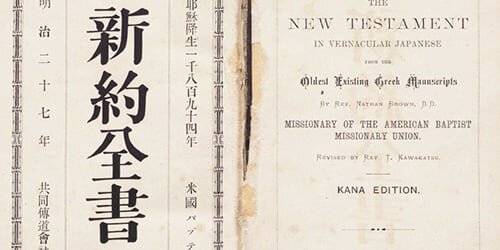 耶穌降生一千八百九十四年 米國バプテ
新約全書
明治二十七年 共同傳道會
THE
NEW TESTAMENT
IN VERNACULAR JAPANESE
FROM THE
Oldest Existing Greek Manuscripts
BY REV. NATHAN BROWN, D.D.
MISSIONARY OF THE AMERICAN BAPTIST
MISSIONARY UNION.
REVISED BY REV. T. KAWAKATSU.
KANA EDITION.